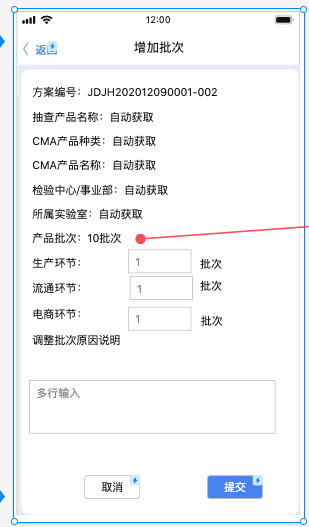 12:00
返回
增加批次
方案编号：JDJH202012090001-002
抽查产品名称：自动获取
CMA产品种类：自动获取
CMA产品名称：自动获取
检验中心/事业部：自动获取
所属实验室：自动获取
产品批次：10批次
生产环节： 1 批次
流通环节： 1 批次
电商环节： 1 批次
调整批次原因说明
多行输入
取消 提交